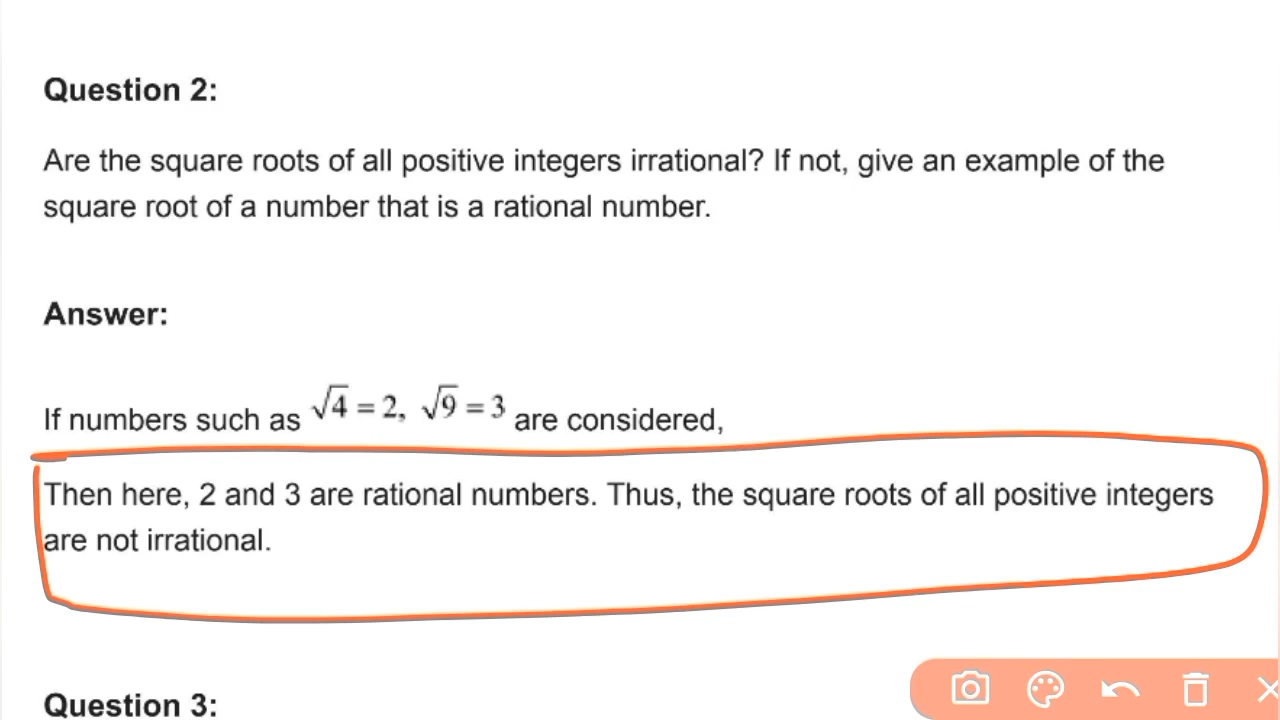 Question 2:
Are the square roots of all positive integers irrational? If not, give an example of the
square root of a number that is a rational number.
Answer:
If numbers such as √4 = 2, √9 = 3 are considered,
Then here, 2 and 3 are rational numbers. Thus, the square roots of all positive integers
are not irrational.
Question 3: